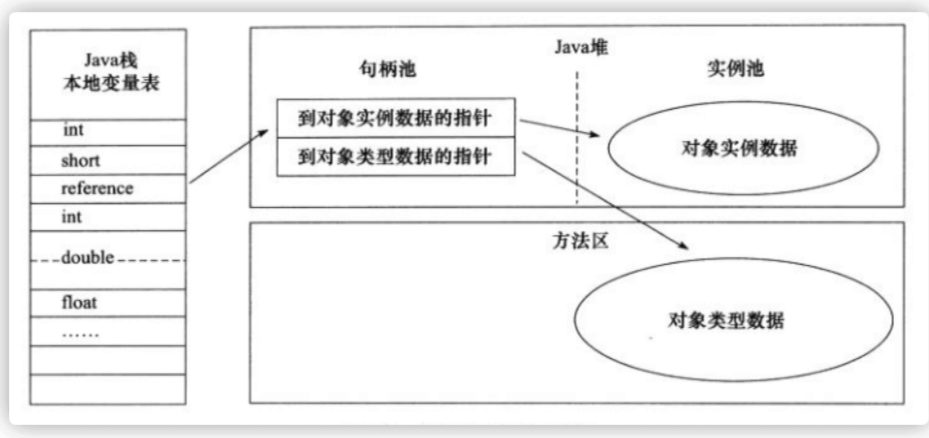 Java栈
本地变量表
int
short
reference
int
double
float
……
Java堆
句柄池
实例池
到对象实例数据的指针
到对象类型数据的指针
对象实例数据
方法区
对象类型数据